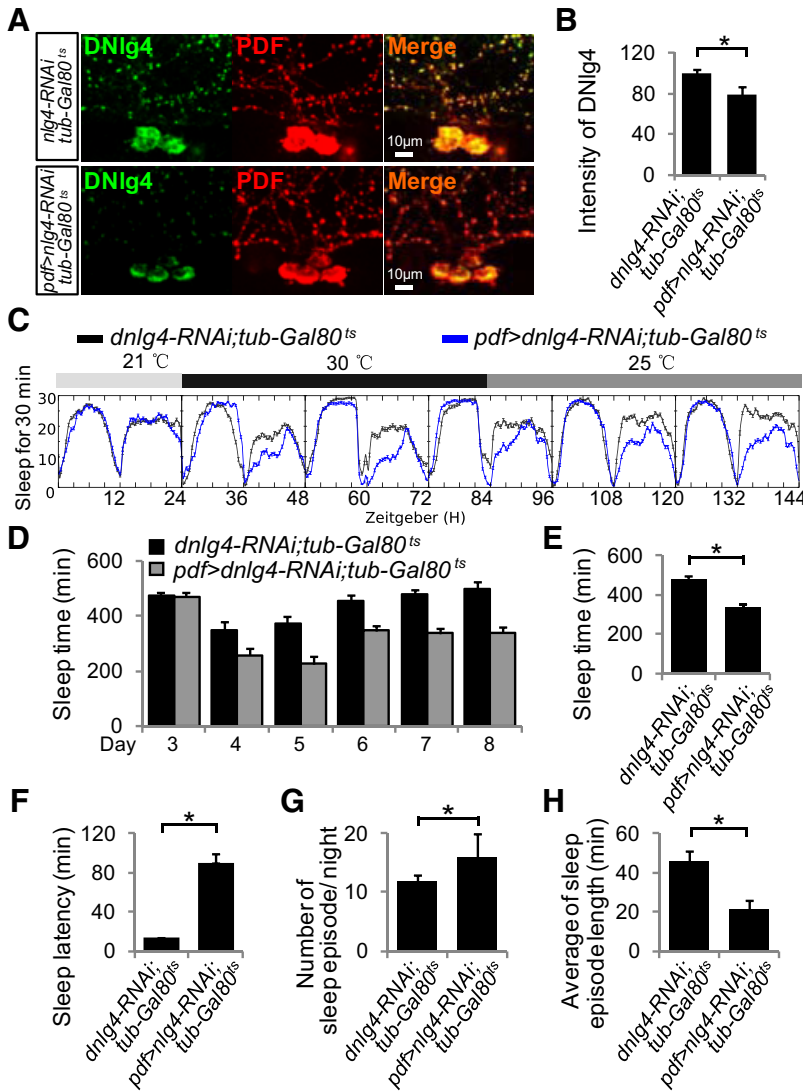 A
nlg4-RNAi
tub-Gal80ts
DNlg4
PDF
Merge
10μm
pdf>nlg4-RNAi
tub-Gal80ts
DNlg4
PDF
Merge
10μm
B
Intensity of DNlg4
120
80
40
0
*
dnlg4-RNAi;
tub-Gal80ts
pdf>nlg4-RNAi;
tub-Gal80ts
C
dnlg4-RNAi;tub-Gal80ts
pdf>dnlg4-RNAi;tub-Gal80ts
21 ℃
30 ℃
25 ℃
Sleep for 30 min
30
20
10
0
12 24 36 48 60 72 84 96 108 120 132 144
Zeitgeber (H)
D
dnlg4-RNAi;tub-Gal80ts
pdf>dnlg4-RNAi;tub-Gal80ts
Sleep time (min)
600
400
200
0
Day 3 4 5 6 7 8
E
Sleep time (min)
600
400
200
0
*
dnlg4-RNAi;
tub-Gal80ts
pdf>nlg4-RNAi;
tub-Gal80ts
F
Sleep latency (min)
120
80
40
0
*
dnlg4-RNAi;
tub-Gal80ts
pdf>nlg4-RNAi;
tub-Gal80ts
G
Number of
sleep episode/ night
20
10
0
*
dnlg4-RNAi;
tub-Gal80ts
pdf>nlg4-RNAi;
tub-Gal80ts
H
Average of sleep
episode length (min)
60
40
20
0
*
dnlg4-RNAi;
tub-Gal80ts
pdf>nlg4-RNAi;
tub-Gal80ts